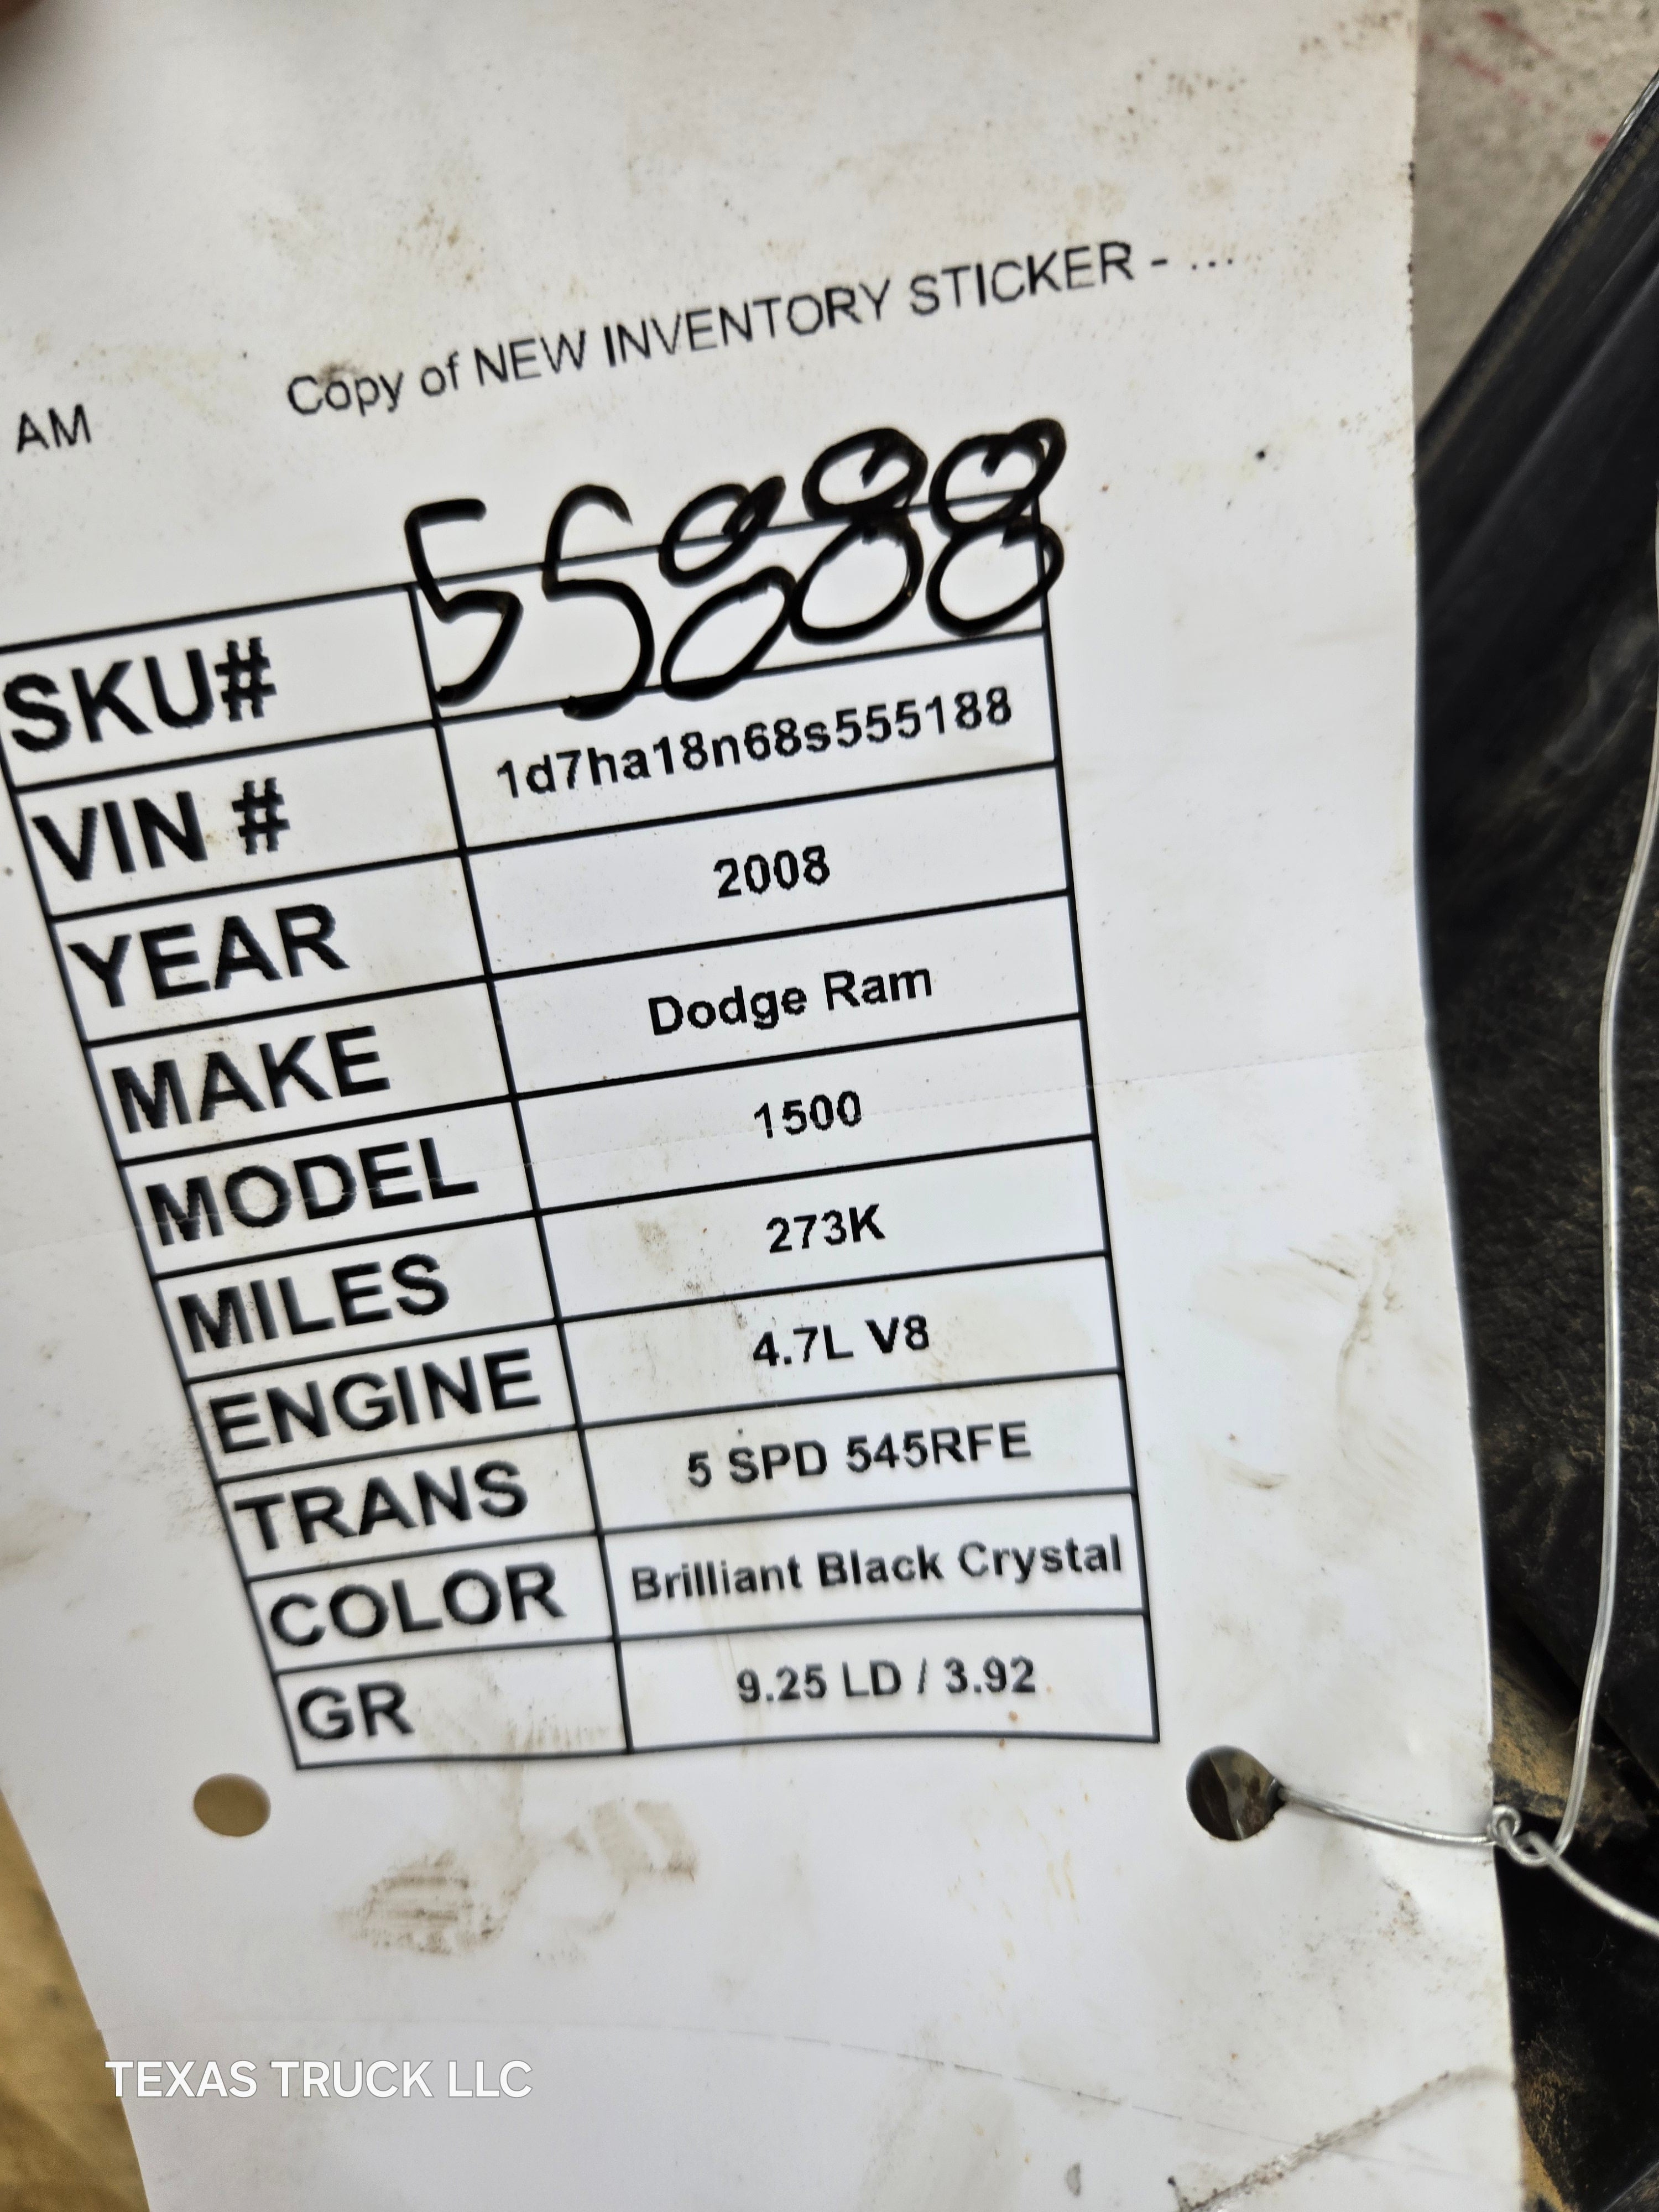 AM
Copy of NEW INVENTORY STICKER - ...
SKU# 55888
VIN # 1d7ha18n68s555188
YEAR 2008
MAKE Dodge Ram
MODEL 1500
MILES 273K
ENGINE 4.7L V8
TRANS 5 SPD 545RFE
COLOR Brilliant Black Crystal
GR 9.25 LD / 3.92
TEXAS TRUCK LLC